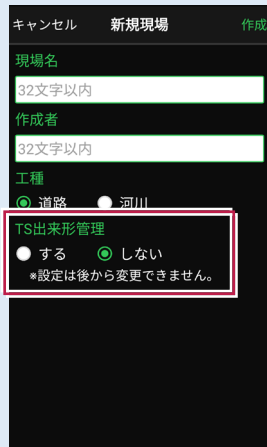 キャンセル 新規現場 作成
現場名
32文字以内
作成者
32文字以内
工種
道路 河川
TS出来形管理
する しない
※設定は後から変更できません。